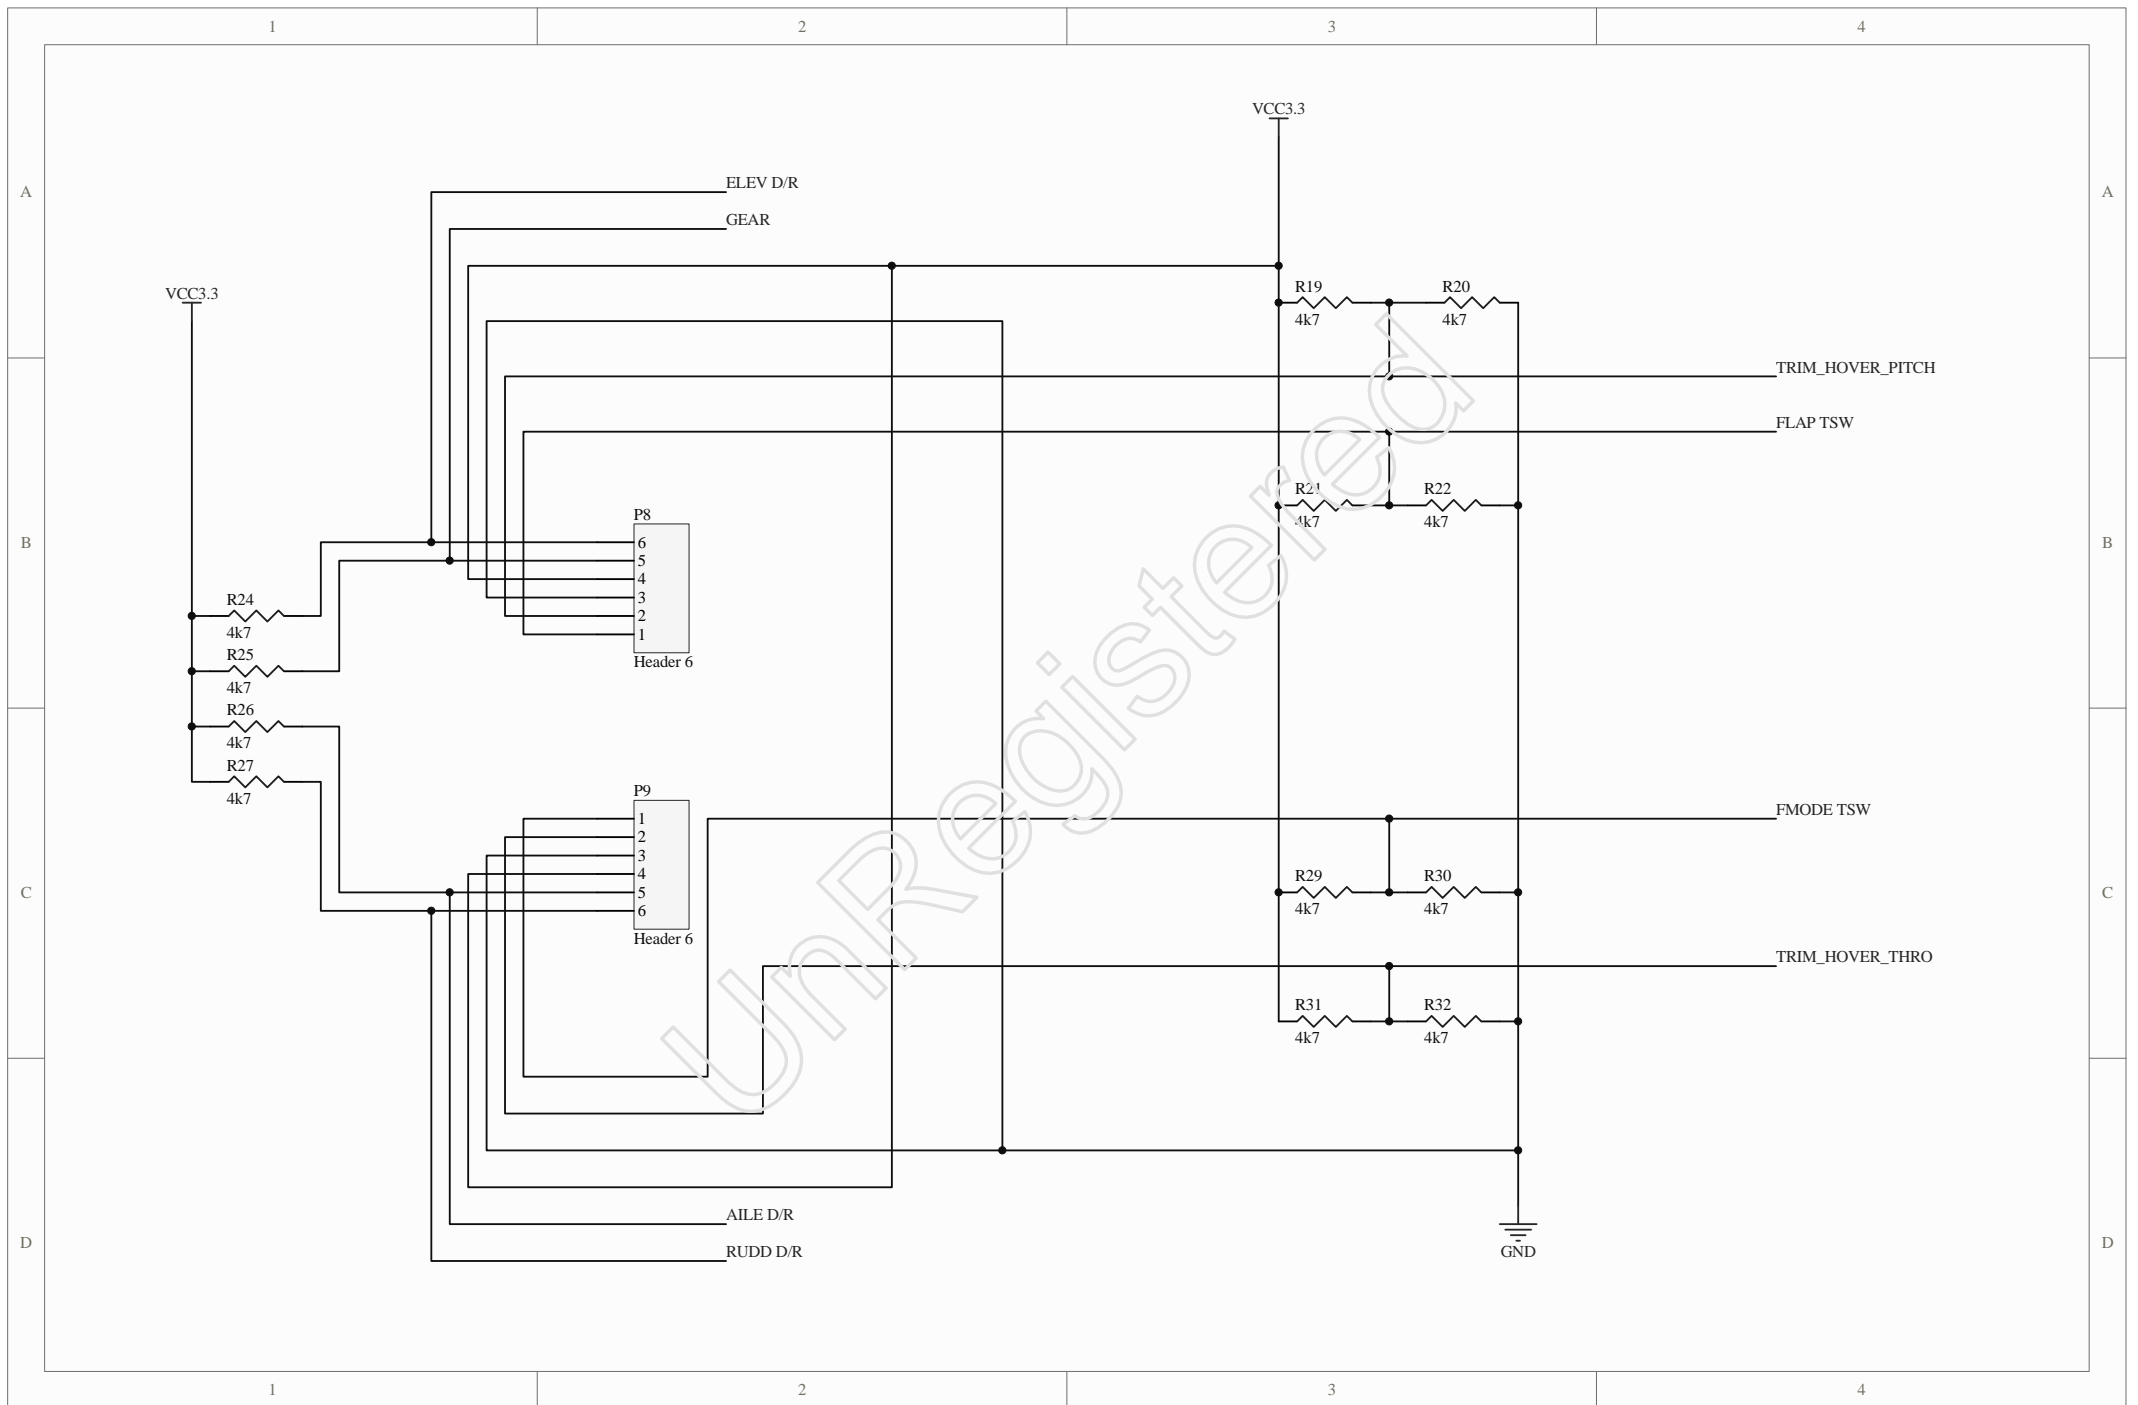 1 2 3 4
VCC3.3
A A
ELEV D/R
GEAR
VCC3.3
R19 R20
4k7 4k7
TRIM_HOVER_PITCH
FLAP TSW
R21 R22
4k7 4k7
P8
B B
6
5
4
3
2
1
Header 6
R24
4k7
R25
4k7
R26
4k7
R27
4k7
P9
1
2
3
4
5
6
Header 6
C C
FMODE TSW
R29 R30
4k7 4k7
TRIM_HOVER_THRO
R31 R32
4k7 4k7
UnRegistered
AILE D/R
RUDD D/R
GND
D D
1 2 3 4